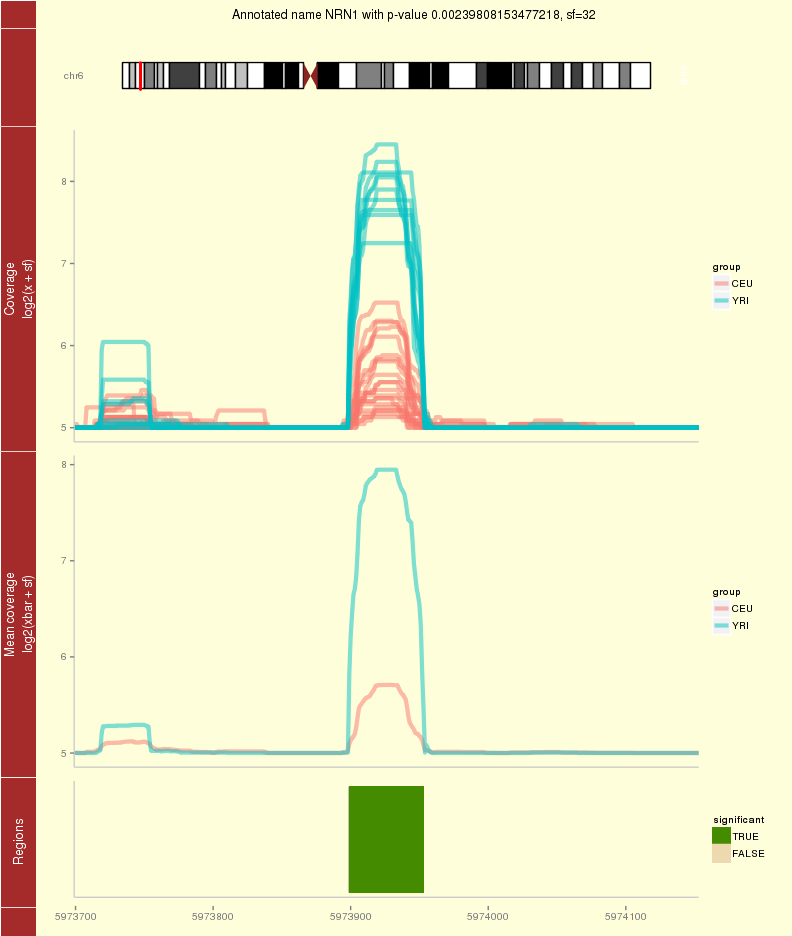 Annotated name NRN1 with p-value 0.00239808153477218, sf=32
chr6
Coverage
log2(x + sf)
8
7
6
5
group
CEU
YRI
Mean coverage
log2(xbar + sf)
8
7
6
5
group
CEU
YRI
Regions
significant
TRUE
FALSE
5973700 5973800 5973900 5974000 5974100